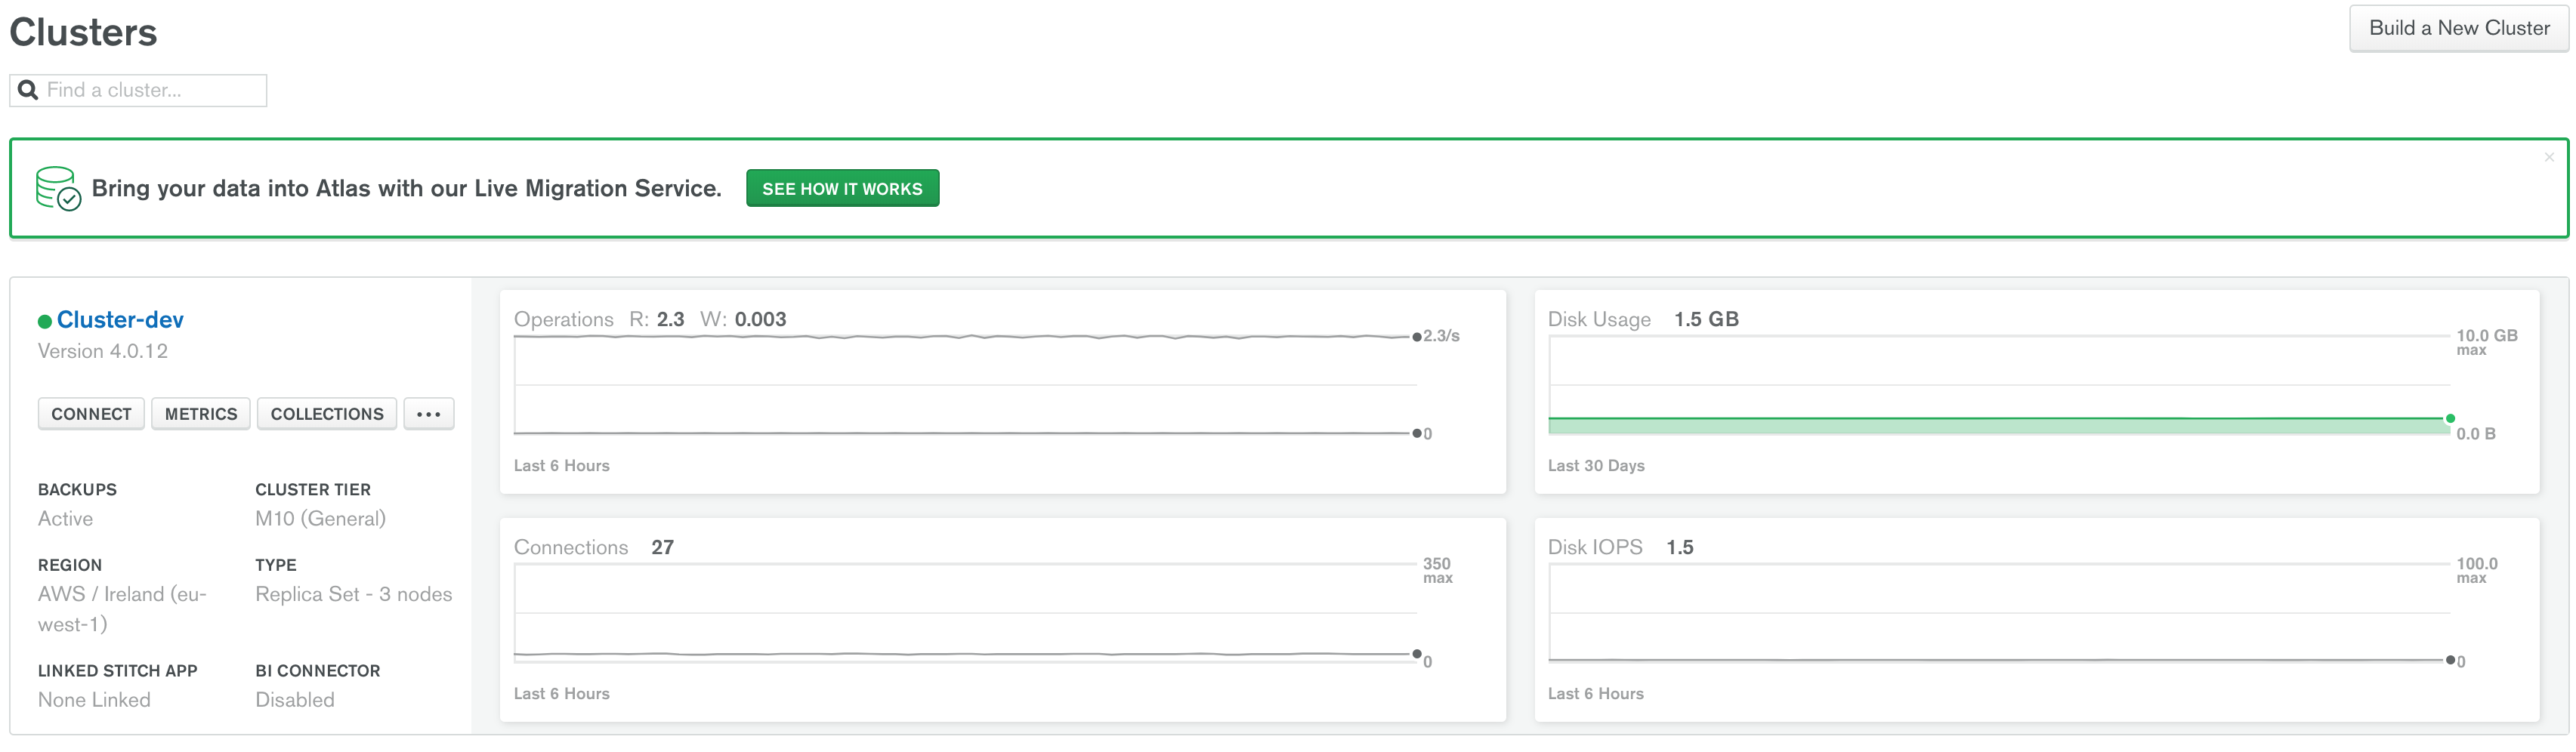 Clusters
Build a New Cluster
Find a cluster...
Bring your data into Atlas with our Live Migration Service.
SEE HOW IT WORKS
×
Cluster-dev
Version 4.0.12
CONNECT
METRICS
COLLECTIONS
...
BACKUPS
Active
CLUSTER TIER
M10 (General)
REGION
AWS / Ireland (eu-
west-1)
TYPE
Replica Set - 3 nodes
LINKED STITCH APP
None Linked
BI CONNECTOR
Disabled
Operations R: 2.3 W: 0.003
2.3/s
0
Last 6 Hours
Disk Usage 1.5 GB
10.0 GB
max
0.0 B
Last 30 Days
Connections 27
350
max
0
Last 6 Hours
Disk IOPS 1.5
100.0
max
0
Last 6 Hours